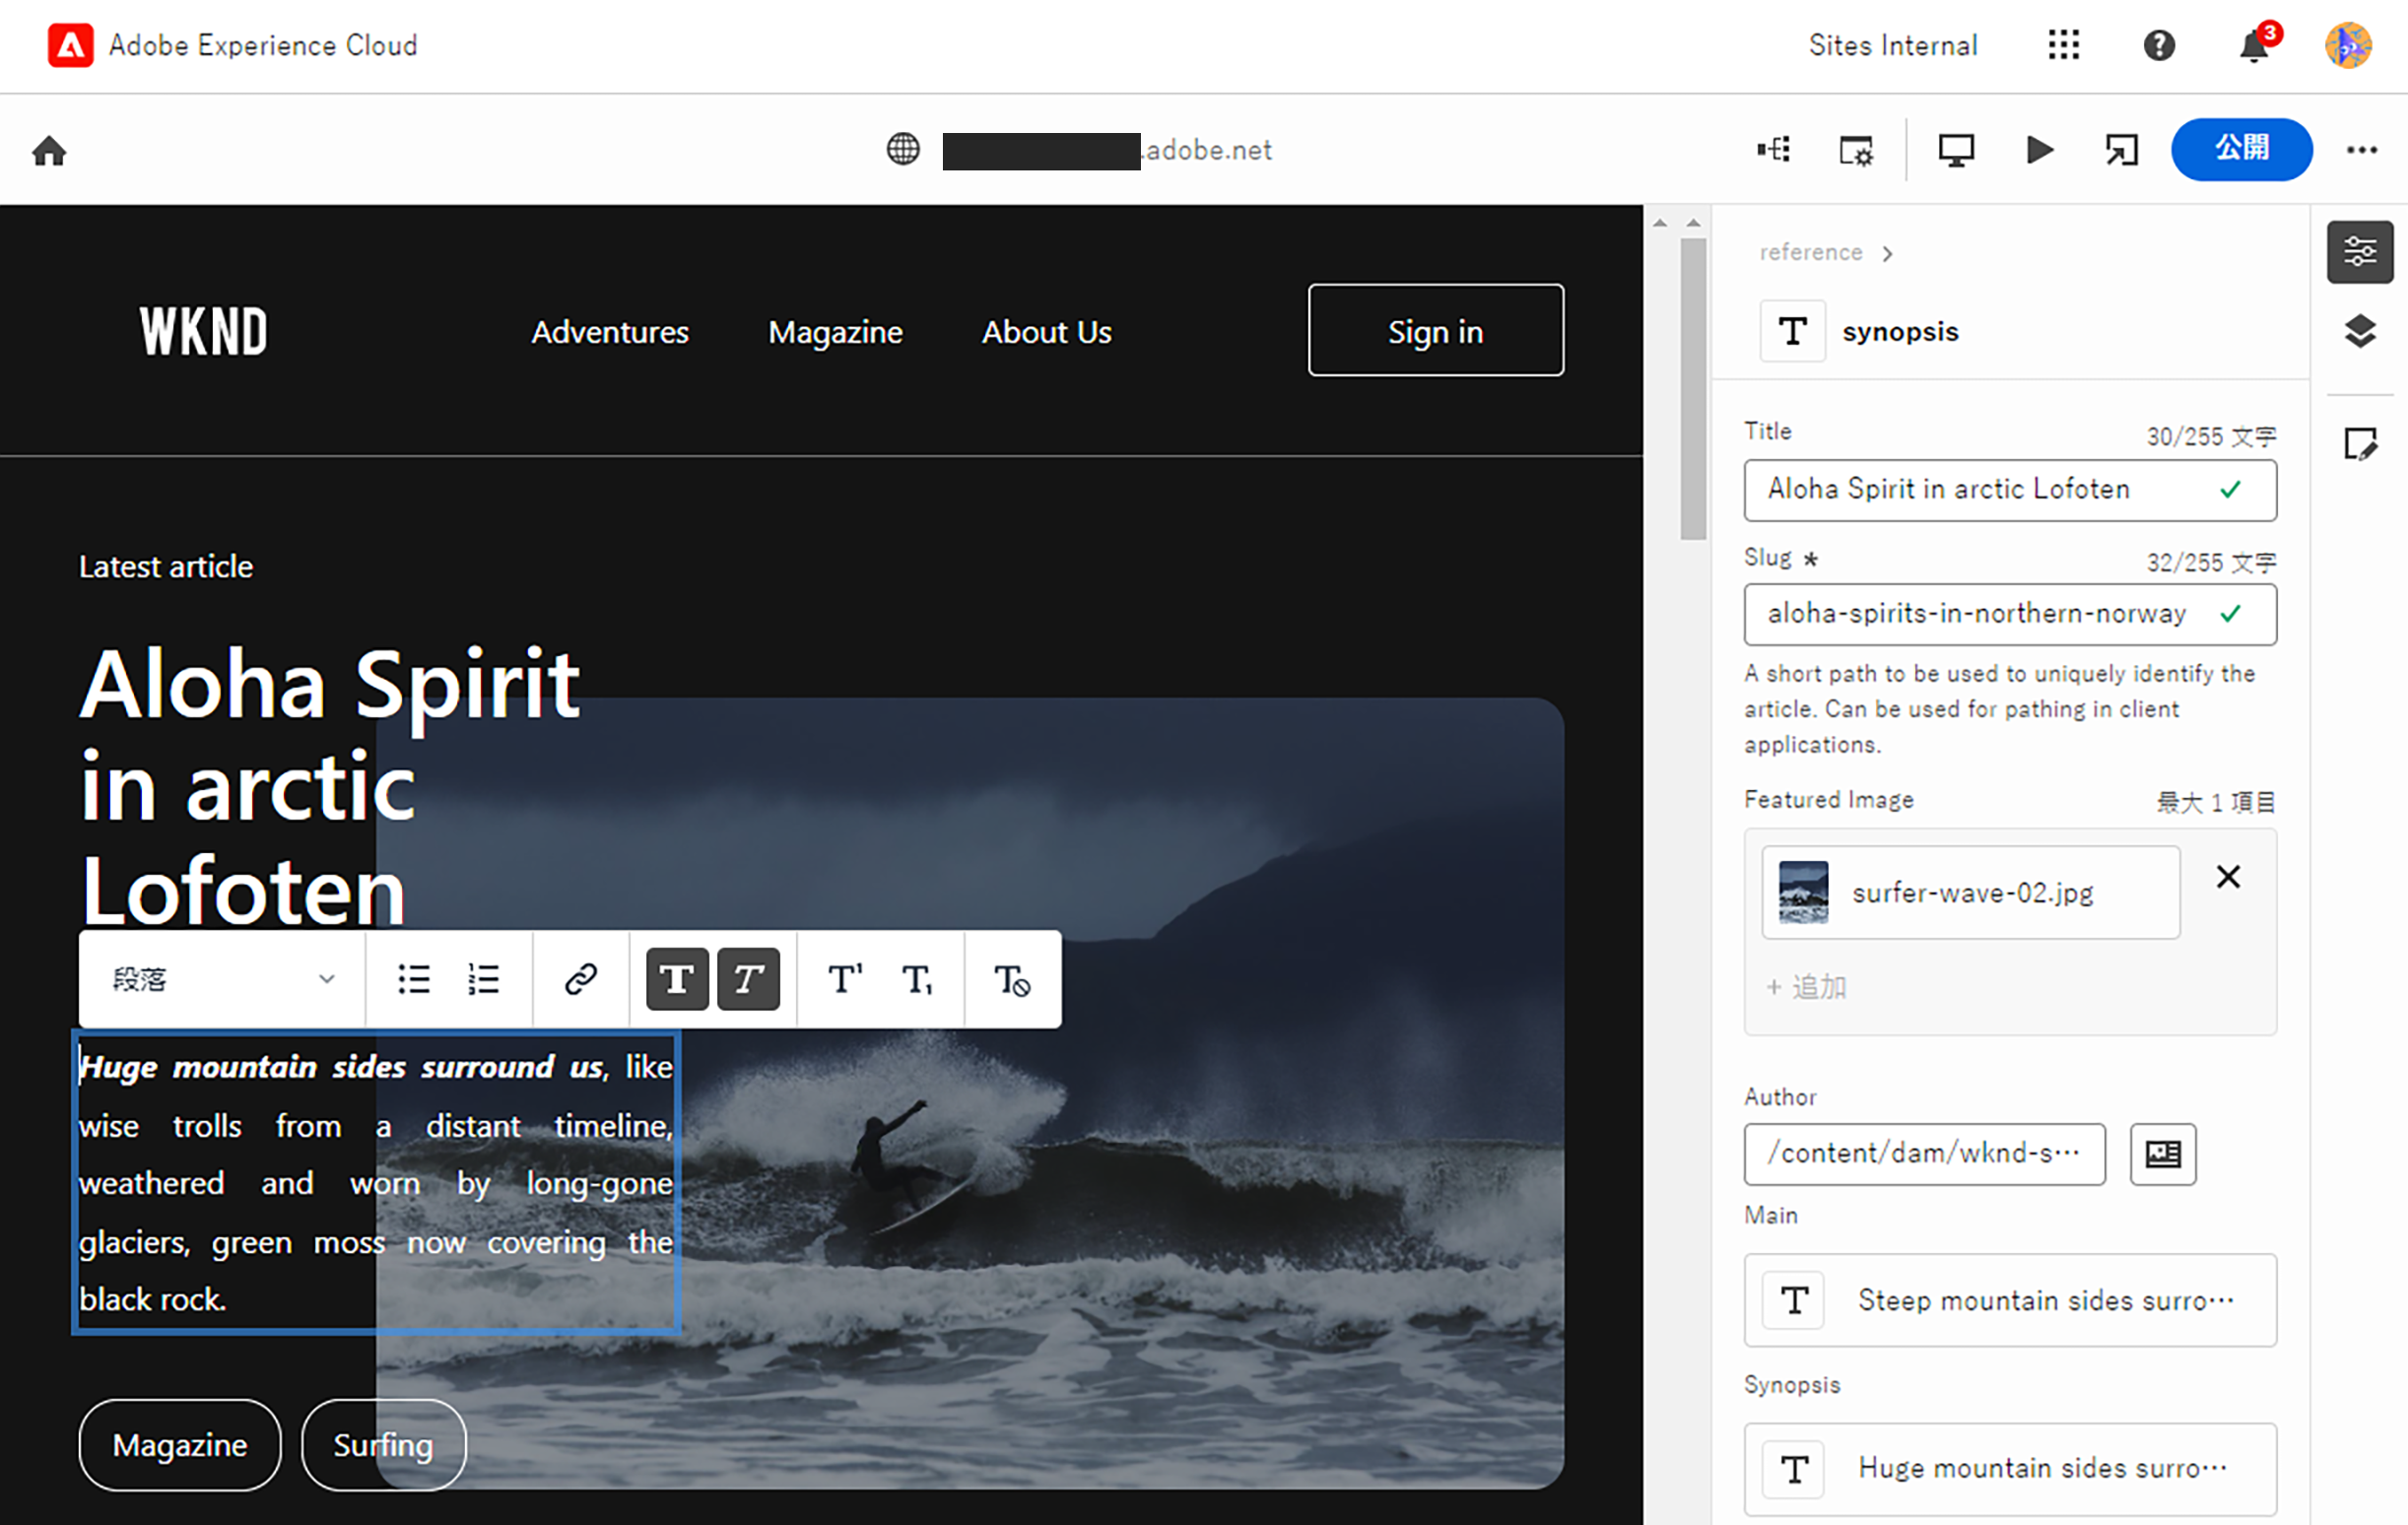 Adobe Experience Cloud
Sites Internal
3
.adobe.net
公開
WKND
Adventures
Magazine
About Us
Sign in
Latest article
Aloha Spirit
in arctic
Lofoten
段落
Huge mountain sides surround us, like
wise trolls from a distant timeline,
weathered and worn by long-gone
glaciers, green moss now covering the
black rock.
Magazine
Surfing
reference
synopsis
Title
30/255 文字
Aloha Spirit in arctic Lofoten
Slug *
32/255 文字
aloha-spirits-in-northern-norway
A short path to be used to uniquely identify the
article. Can be used for pathing in client
applications.
Featured Image
最大 1 項目
surfer-wave-02.jpg
+ 追加
Author
/content/dam/wknd-s…
Main
Steep mountain sides surro…
Synopsis
Huge mountain sides surro…